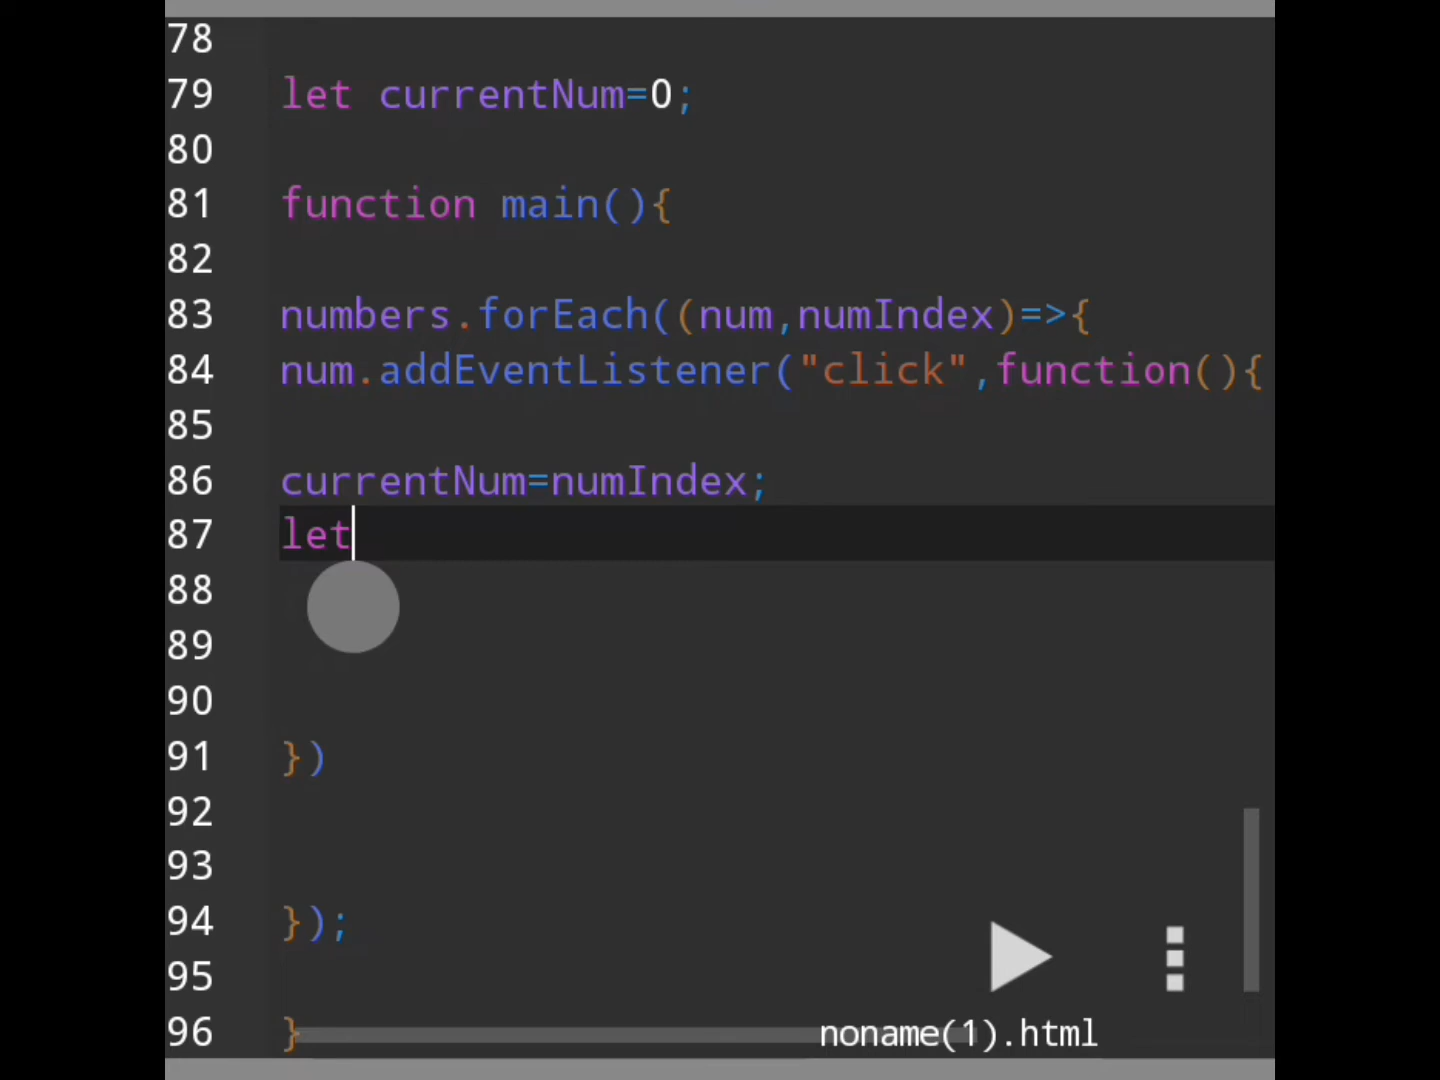 78
79 let currentNum=0;
80
81 function main(){
82
83 numbers.forEach((num,numIndex)=>{
84 num.addEventListener("click",function(){
85
86 currentNum=numIndex;
87 let
88
89
90
91 })
92
93
94 });
95
96 }
noname(1).html